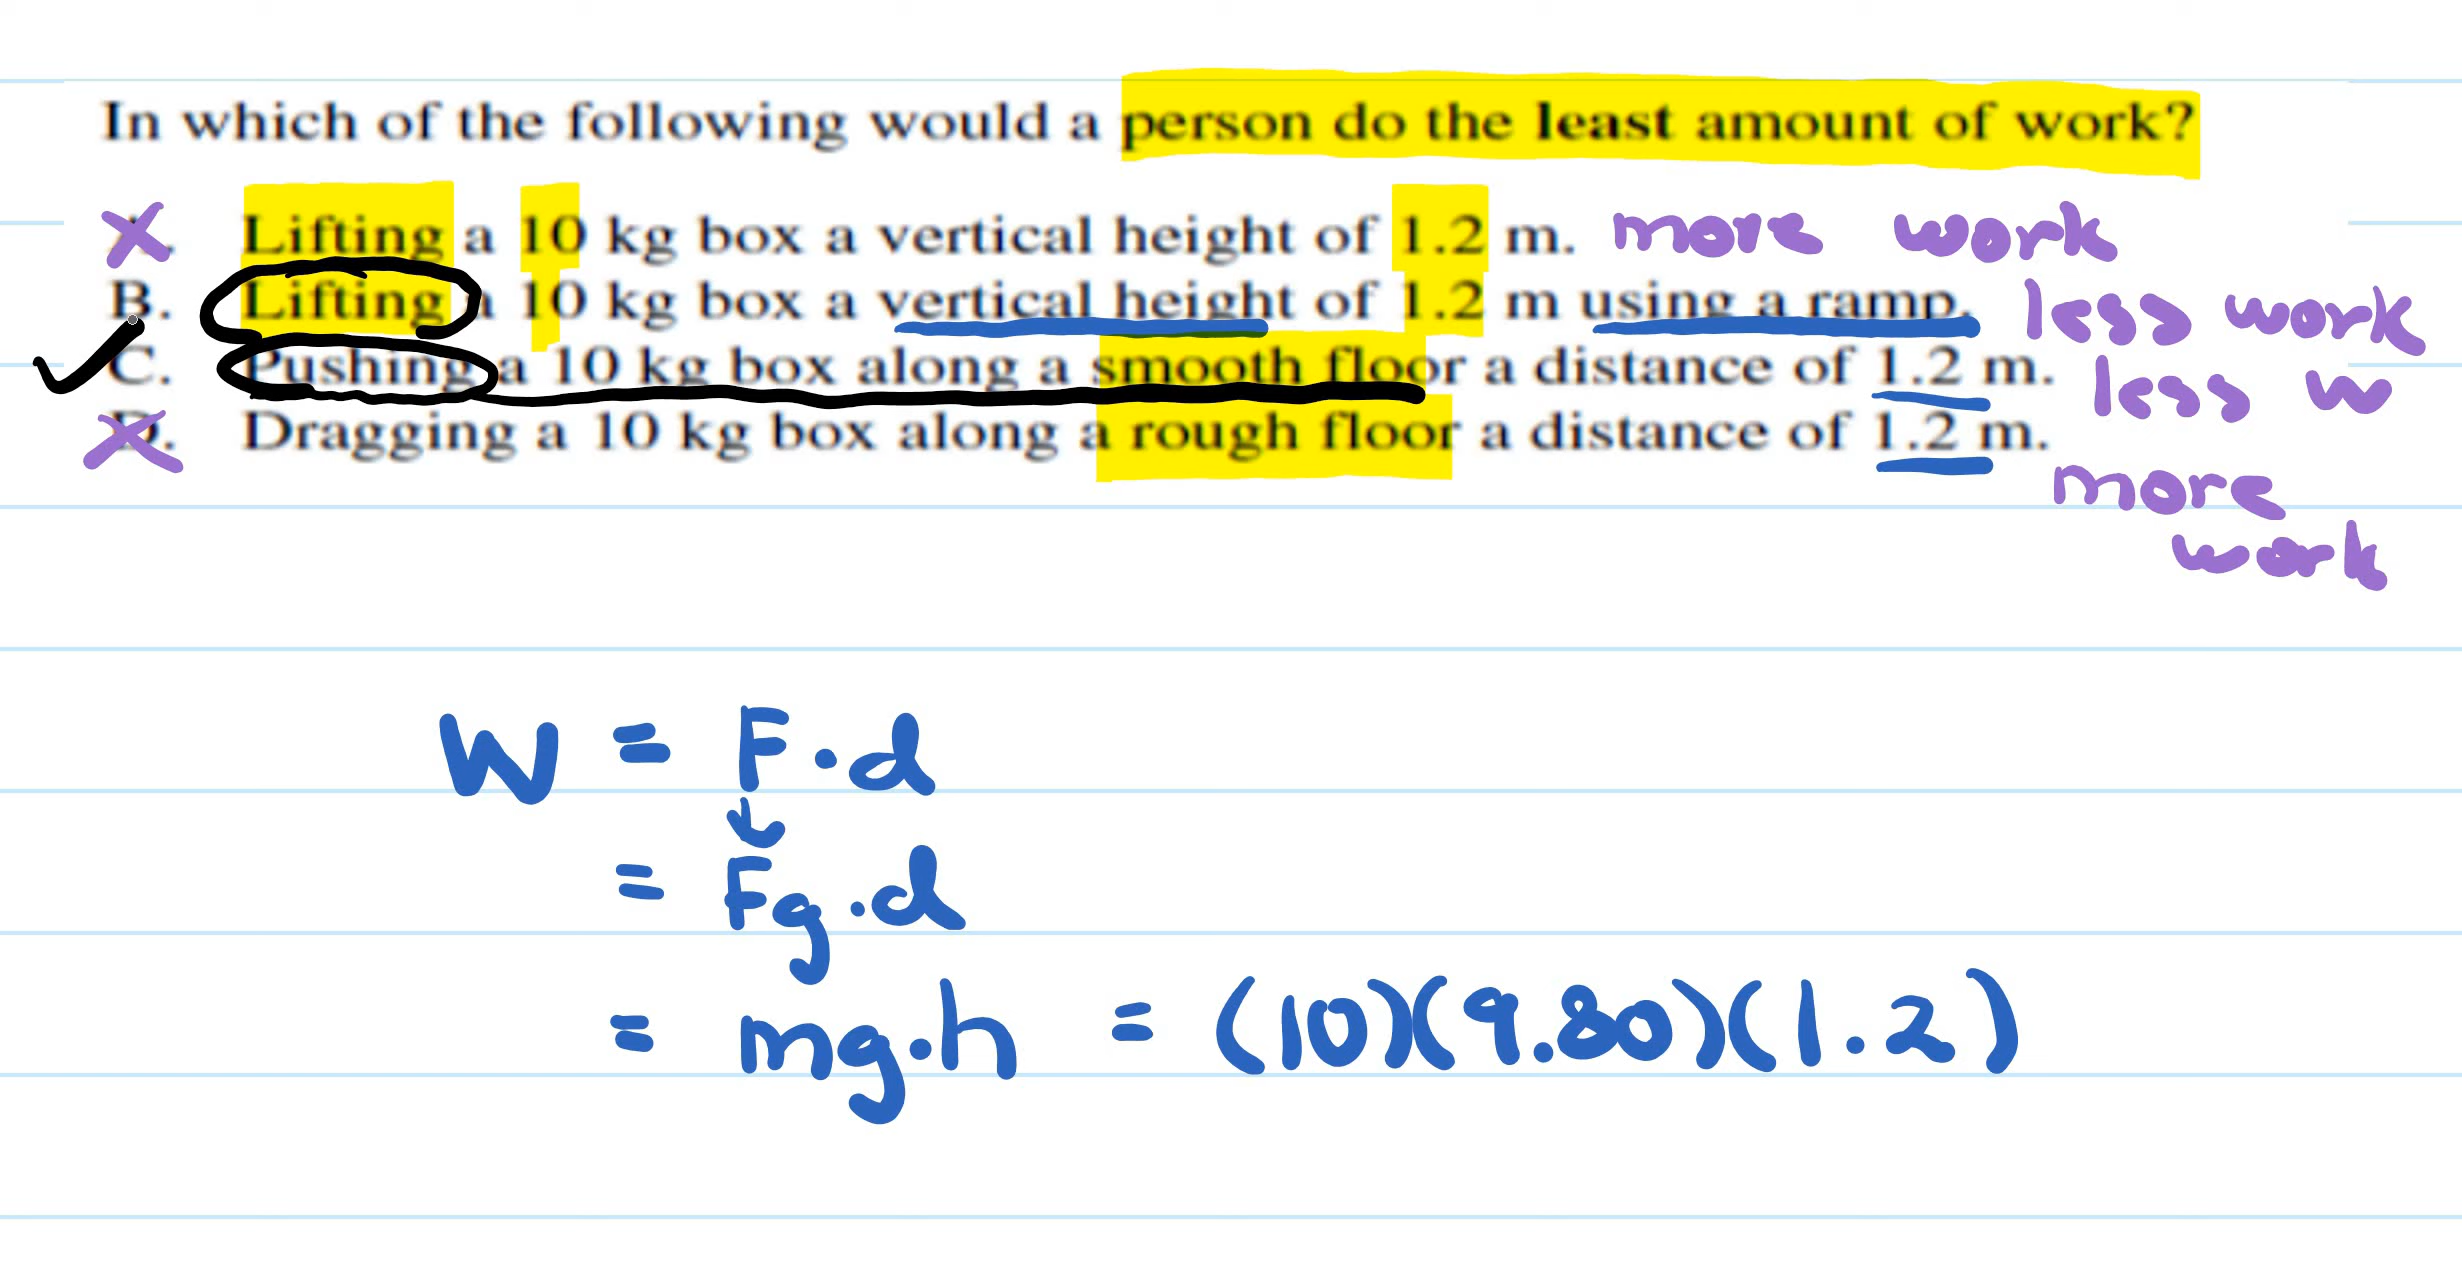 In which of the following would a person do the least amount of work?
A. Lifting a 10 kg box a vertical height of 1.2 m. more work
B. Lifting a 10 kg box a vertical height of 1.2 m using a ramp. less work
C. Pushing a 10 kg box along a smooth floor a distance of 1.2 m. less w
D. Dragging a 10 kg box along a rough floor a distance of 1.2 m.
more
work
W = F·d
= Fg·d
= mg·h = (10)(9.80)(1.2)